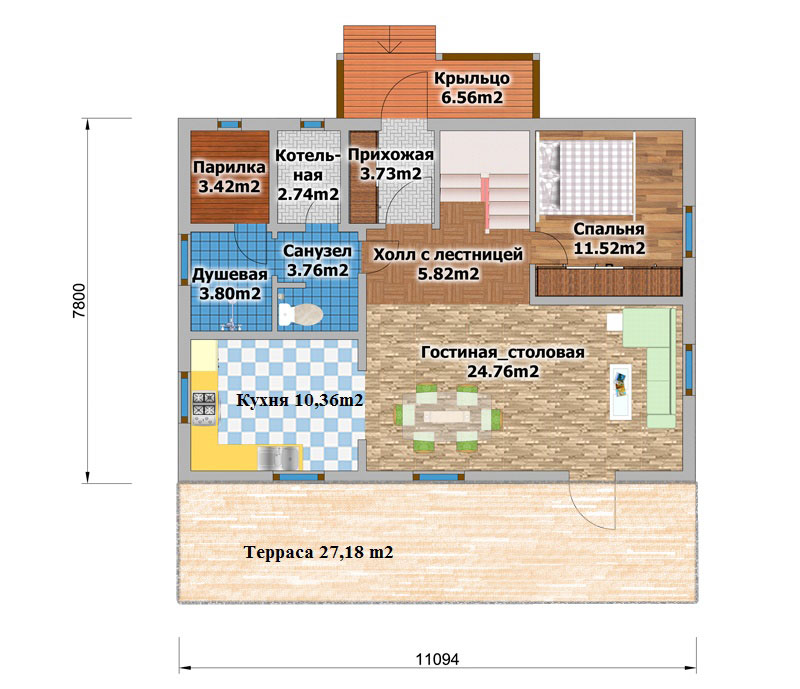 Крыльцо
6.56m2
Парилка
3.42m2
Котель-
ная
2.74m2
Прихожая
3.73m2
Спальня
11.52m2
Санузел
3.76m2
Холл с лестницей
5.82m2
Душевая
3.80m2
7800
Гостиная_столовая
24.76m2
Кухня 10,36m2
Терраса 27,18 m2
11094